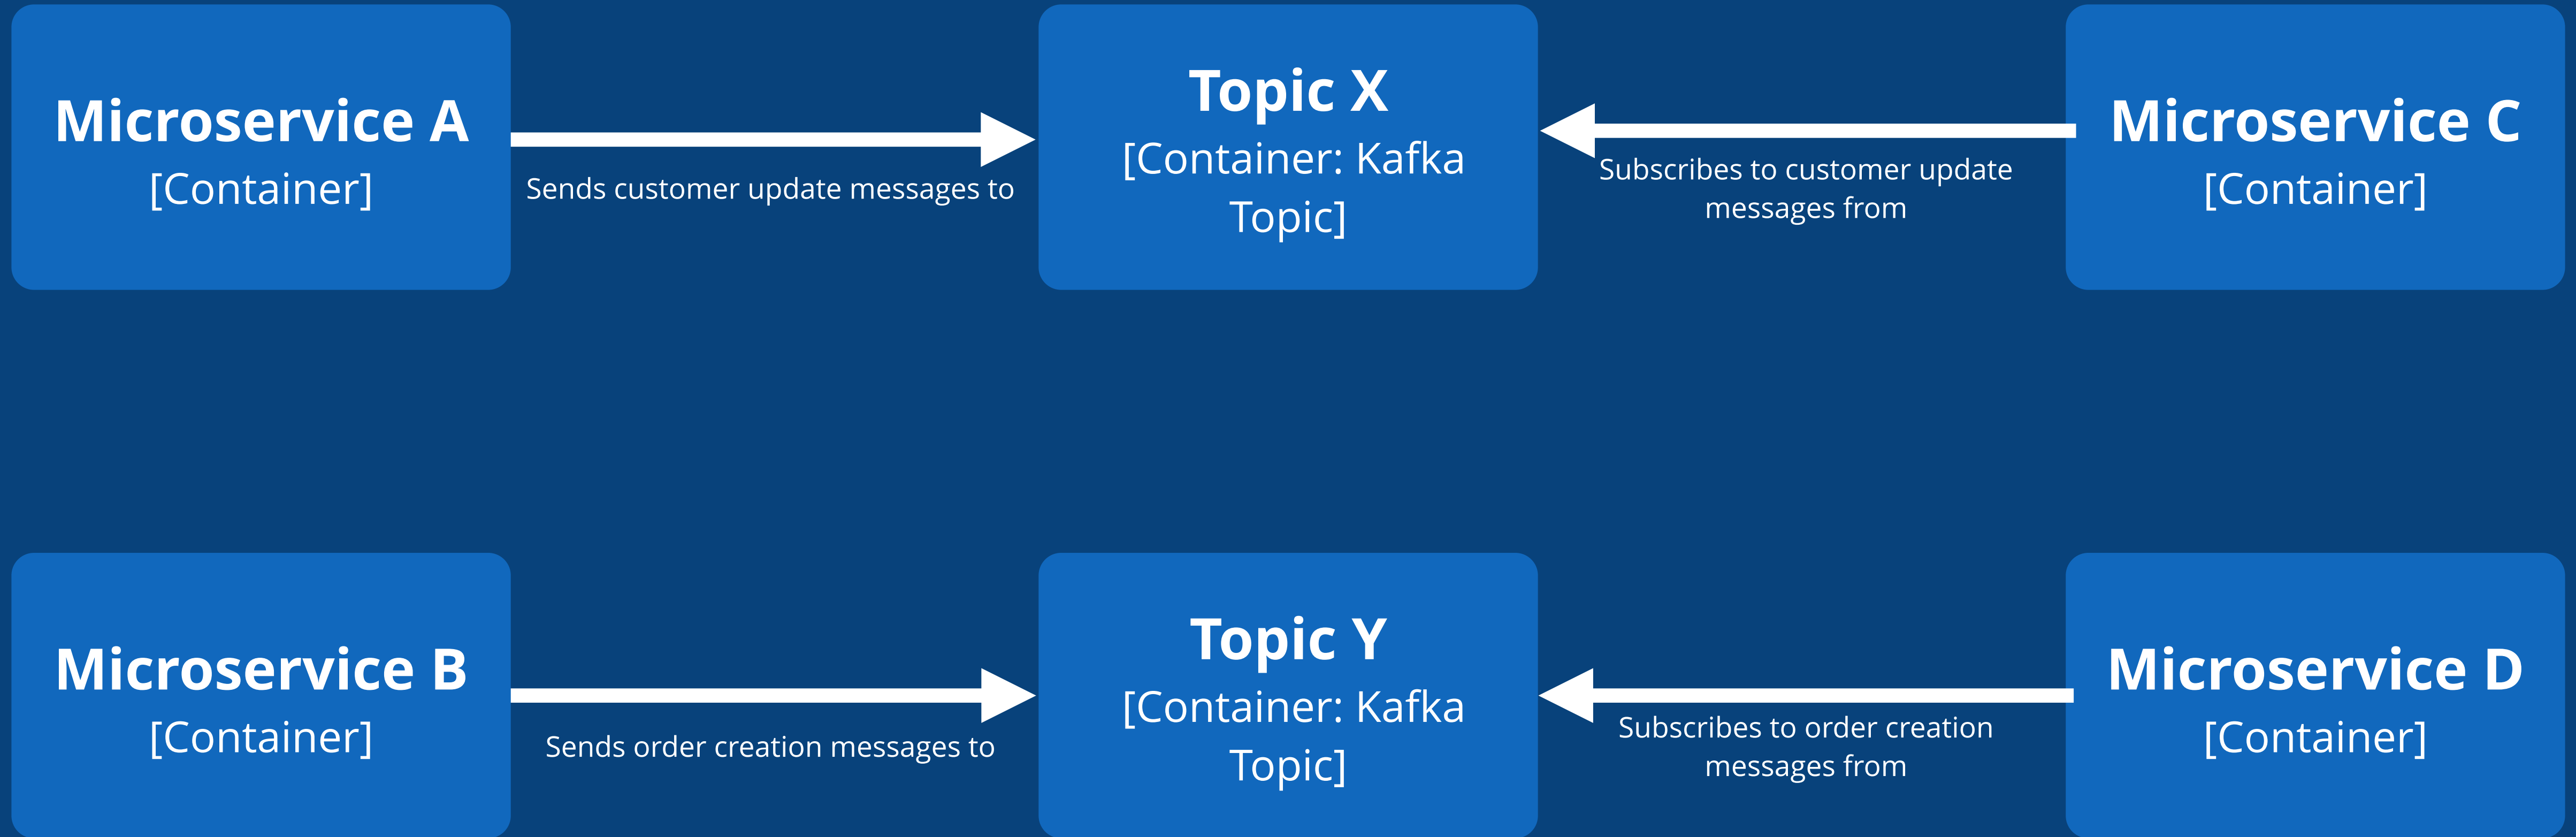 Microservice A
[Container]
Sends customer update messages to
Topic X
[Container: Kafka
Topic]
Subscribes to customer update
messages from
Microservice C
[Container]
Microservice B
[Container]
Sends order creation messages to
Topic Y
[Container: Kafka
Topic]
Subscribes to order creation
messages from
Microservice D
[Container]